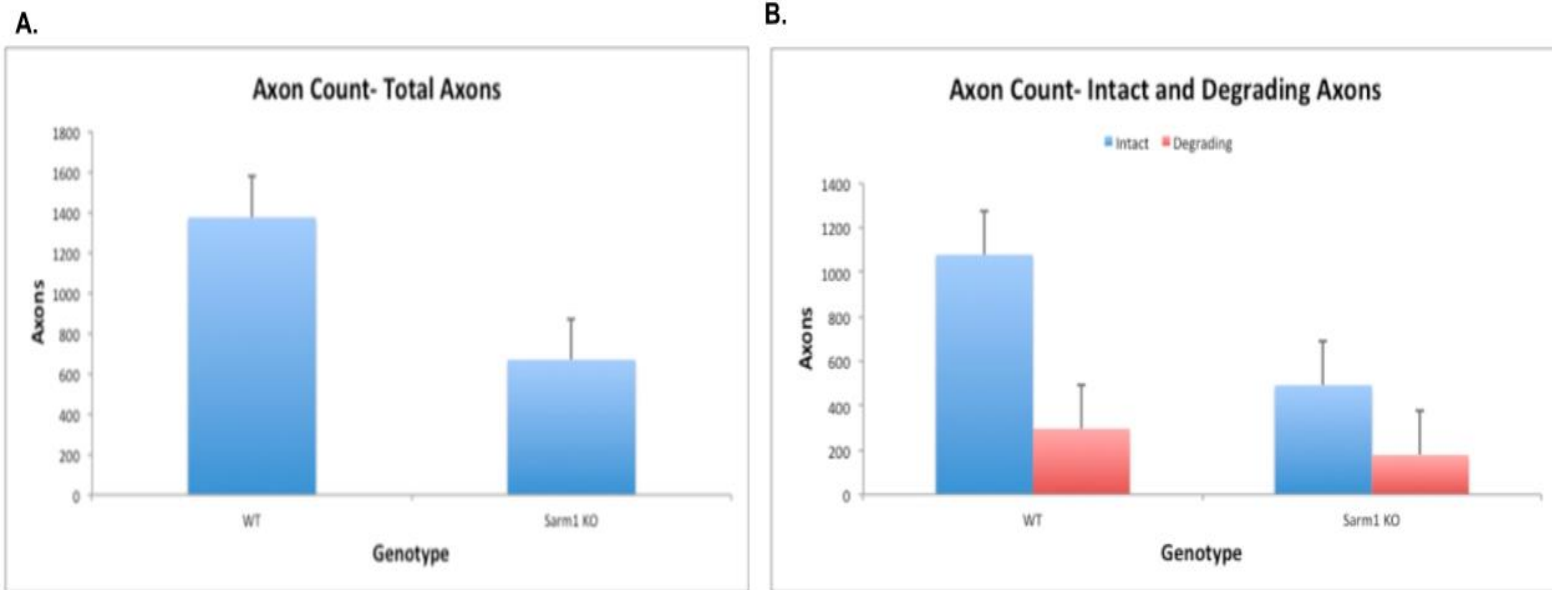 A.
Axon Count- Total Axons
1800
1600
1400
1200
1000
800
600
400
200
0
Axons
WT
Sarm1 KO
Genotype
B.
Axon Count- Intact and Degrading Axons
Intact Degrading
1400
1200
1000
800
600
400
200
0
Axons
WT
Sarm1 KO
Genotype